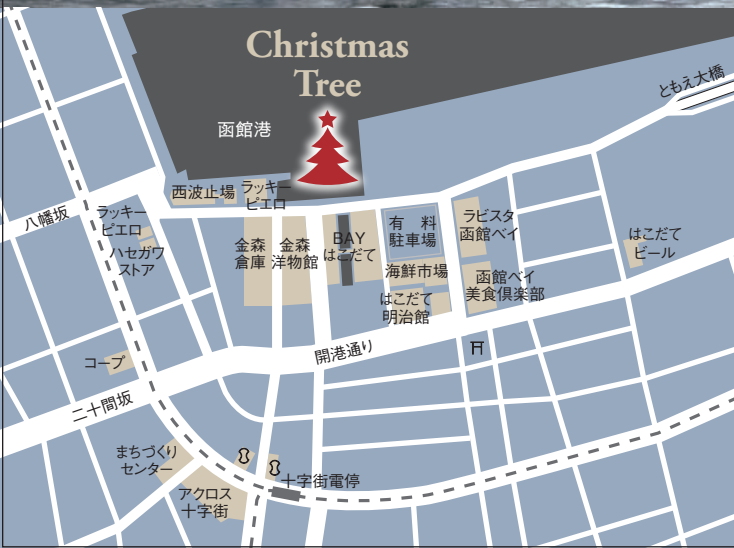 Christmas
Tree
ともえ大橋
函館港
西波止場
ラッキー
ピエロ
八幡坂
ラッキー
ピエロ
ハセガワ
ストア
金森
倉庫
金森
洋物館
BAY
はこだて
有 料
駐車場
海鮮市場
はこだて
明治館
ラビスタ
函館ベイ
函館ベイ
美食倶楽部
はこだて
ビール
開港通り
コープ
二十間坂
まちづくり
センター
アクロス
十字街
十字街電停